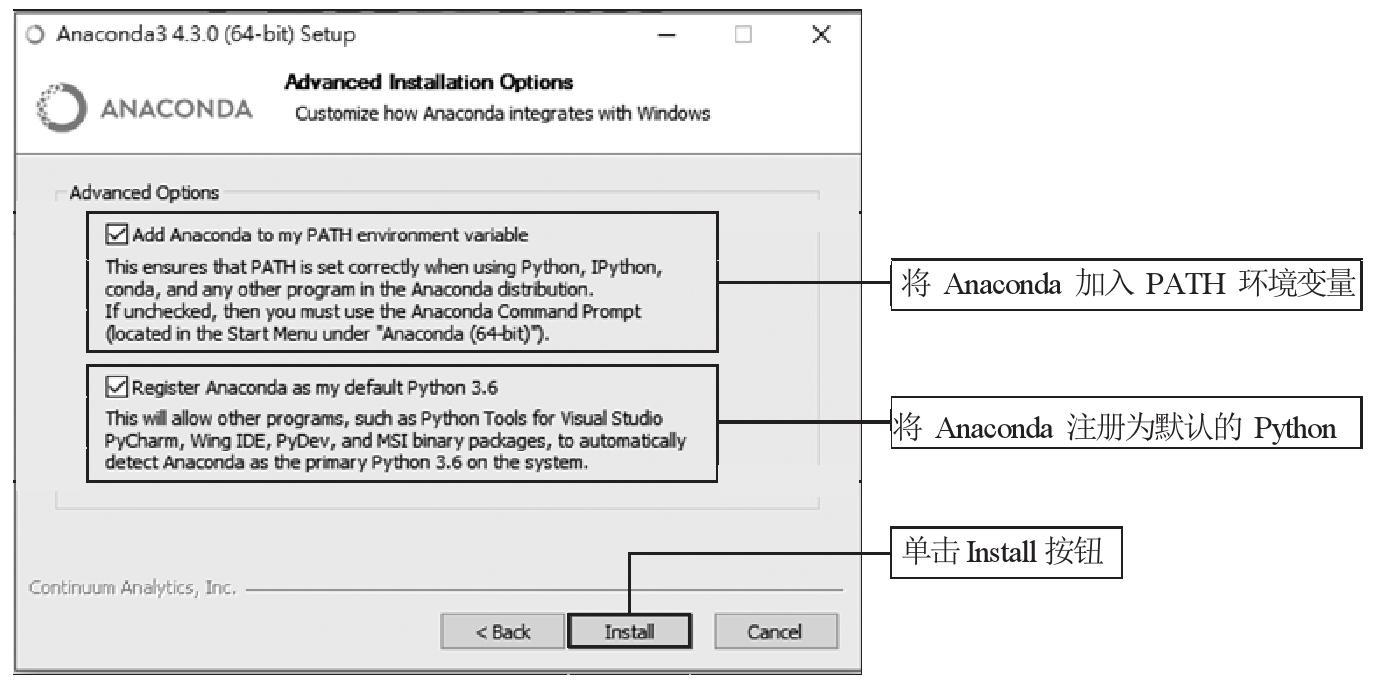 Anaconda3 4.3.0 (64-bit) Setup
ANACONDA
Advanced Installation Options
Customize how Anaconda integrates with Windows
Advanced Options
Add Anaconda to my PATH environment variable
This ensures that PATH is set correctly when using Python, IPython,
conda, and any other program in the Anaconda distribution.
If unchecked, then you must use the Anaconda Command Prompt
(located in the Start Menu under "Anaconda (64-bit)").
将 Anaconda 加入 PATH 环境变量
Register Anaconda as my default Python 3.6
This will allow other programs, such as Python Tools for Visual Studio
PyCharm, Wing IDE, PyDev, and MSI binary packages, to automatically
detect Anaconda as the primary Python 3.6 on the system.
将 Anaconda 注册为默认的 Python
单击 Install 按钮
Continuum Analytics, Inc.
< Back
Install
Cancel